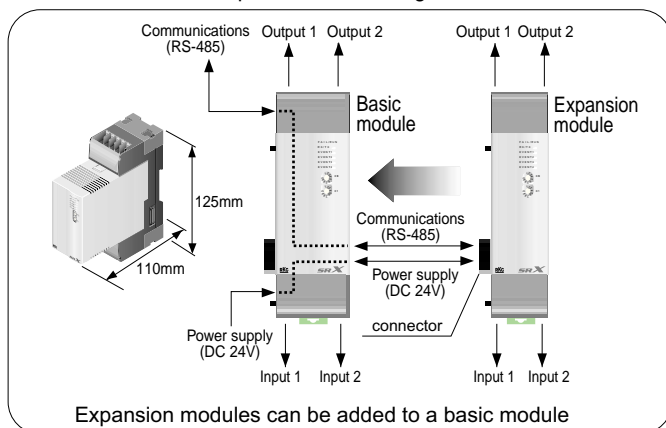 Communications
(RS-485)
Output 1
Output 2
Output 1
Output 2
Basic
module
Expansion
module
125mm
110mm
Communications
(RS-485)
Power supply
(DC 24V)
SRX
SRX
Power supply
(DC 24V)
connector
Input 1
Input 2
Input 1
Input 2
Expansion modules can be added to a basic module